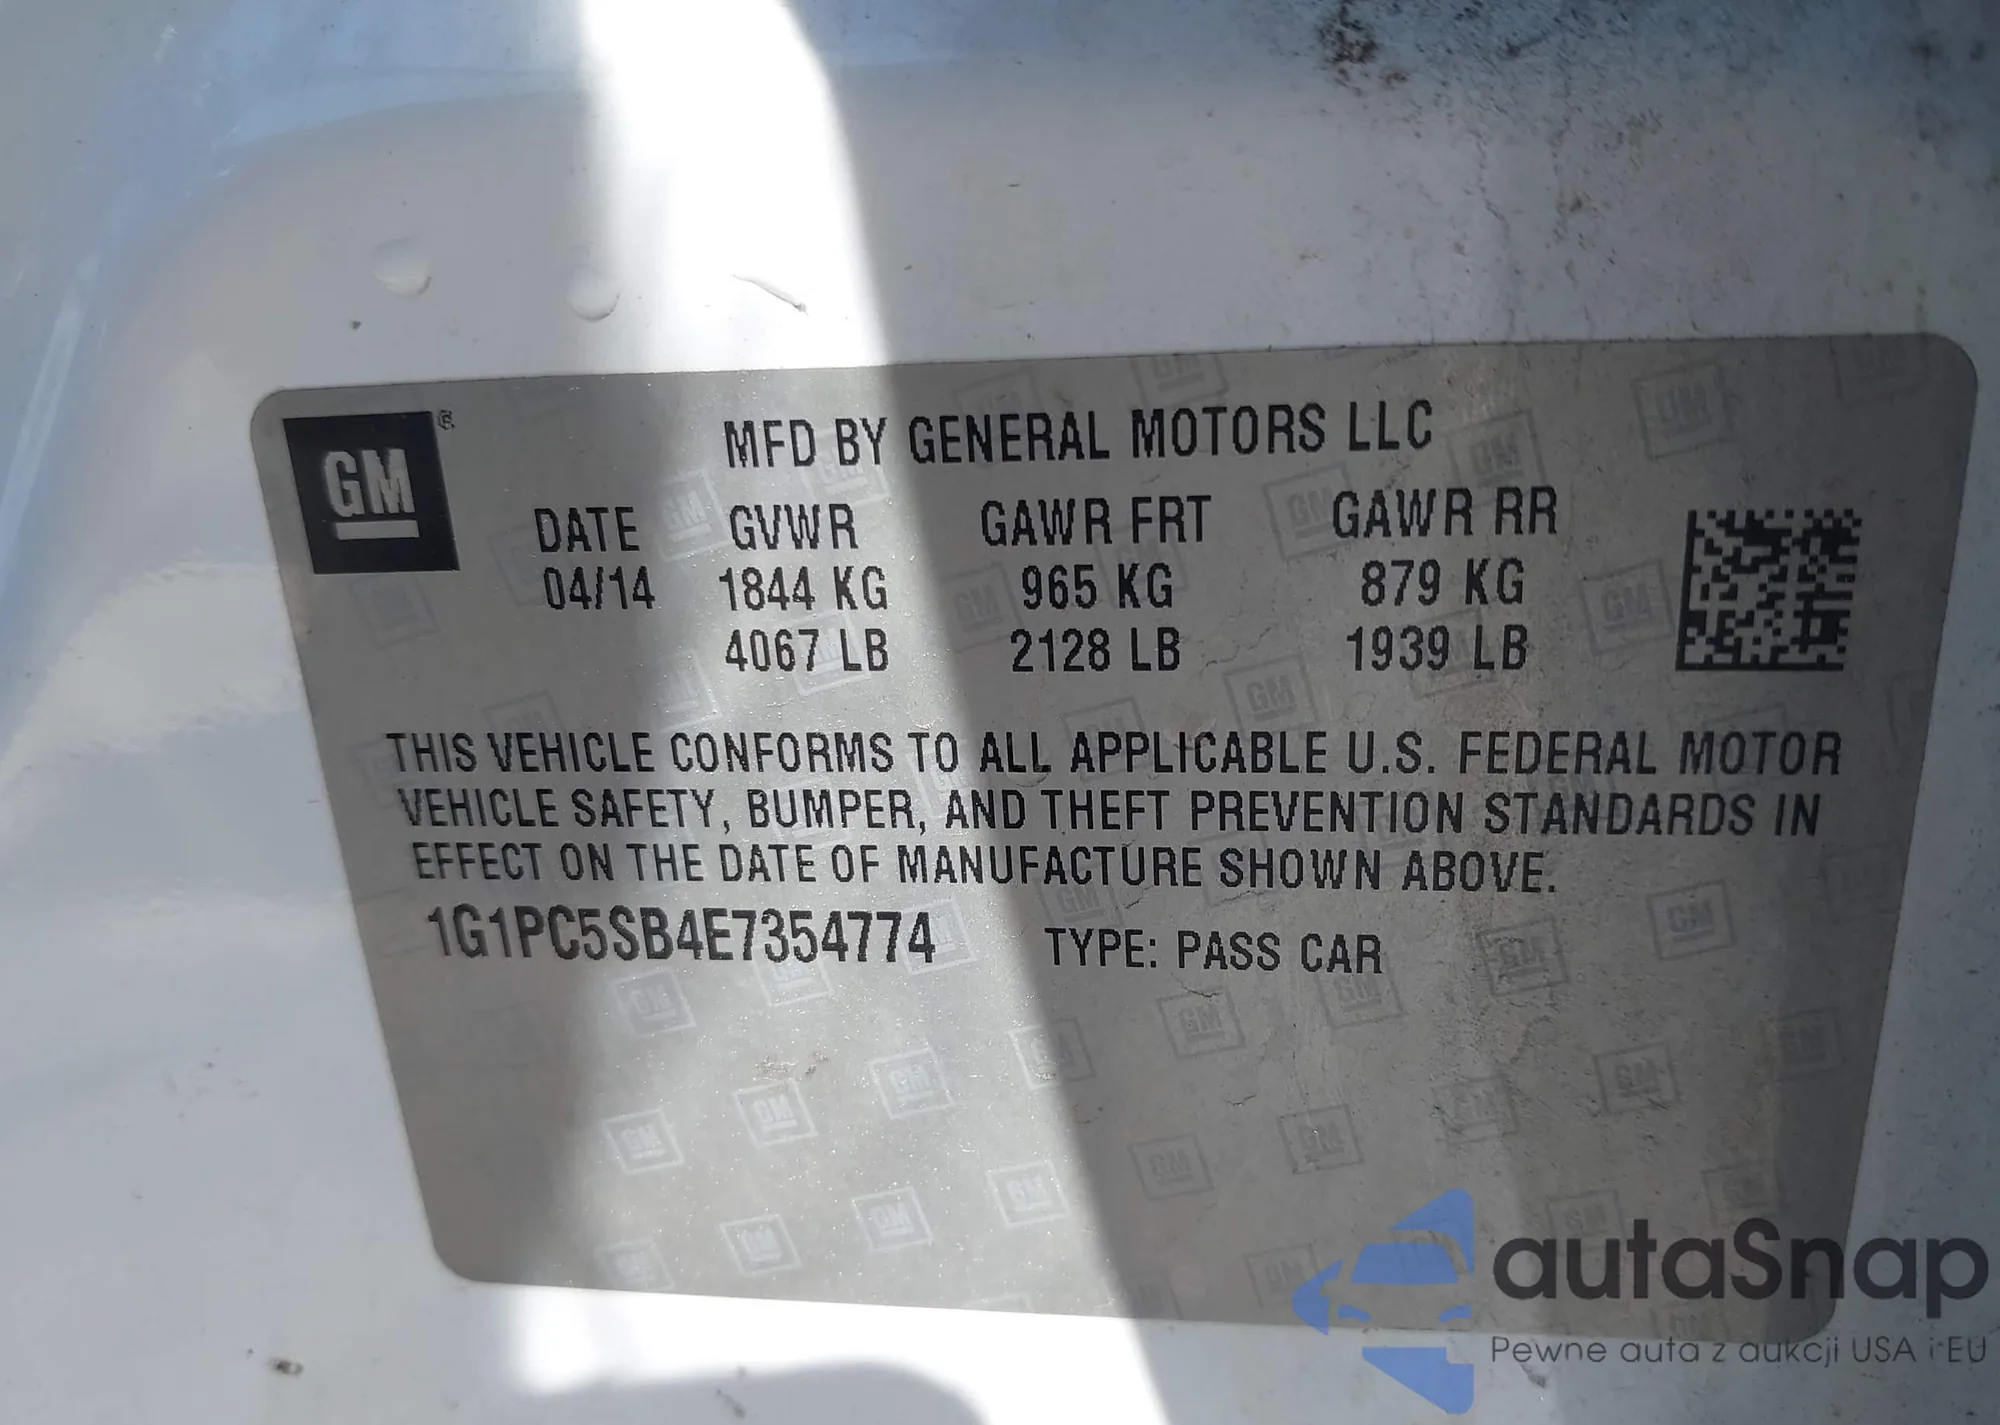 GM ®
MFD BY GENERAL MOTORS LLC
DATE GVWR GAWR FRT GAWR RR
04/14 1844 KG 965 KG 879 KG
4067 LB 2128 LB 1939 LB
THIS VEHICLE CONFORMS TO ALL APPLICABLE U.S. FEDERAL MOTOR
VEHICLE SAFETY, BUMPER, AND THEFT PREVENTION STANDARDS IN
EFFECT ON THE DATE OF MANUFACTURE SHOWN ABOVE.
1G1PC5SB4E7354774 TYPE: PASS CAR
autaSnap
Pewne auta z aukcji USA i EU